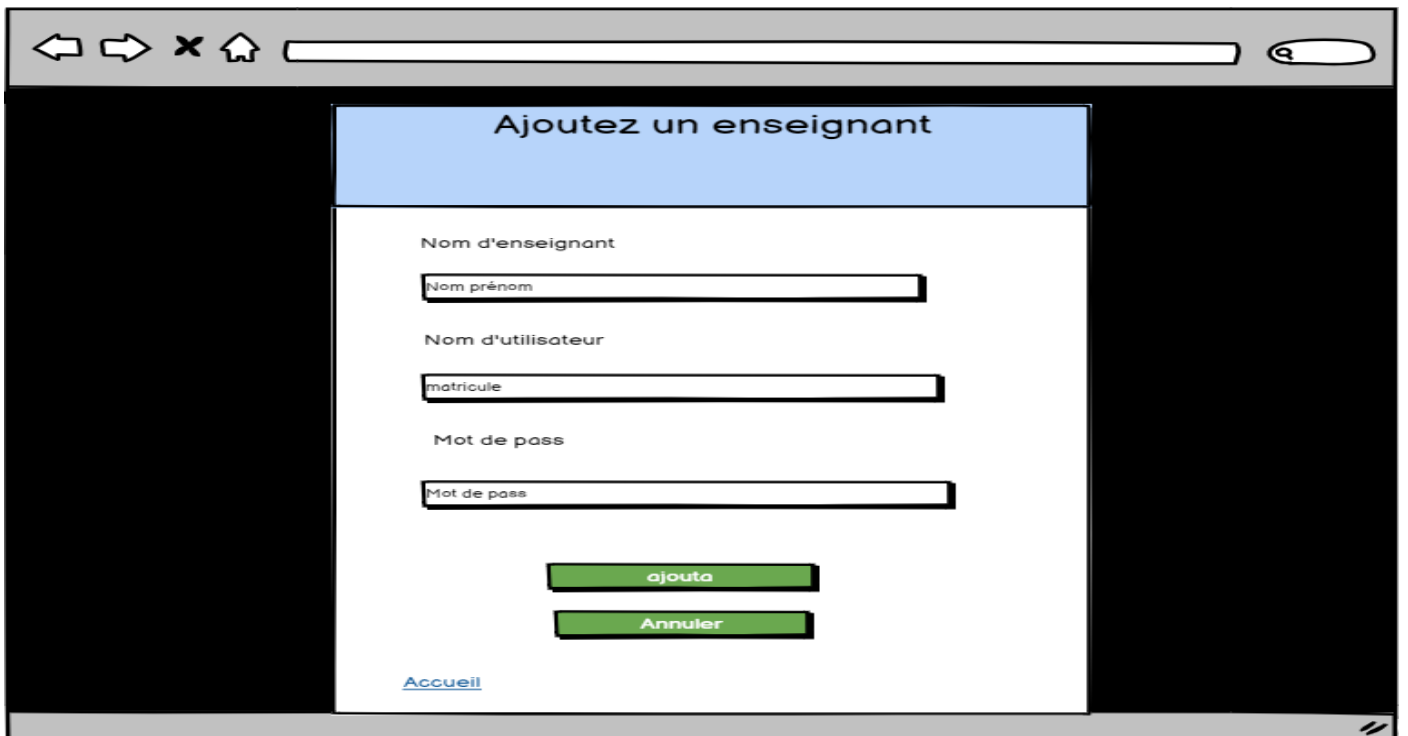 Ajoutez un enseignant
Nom d'enseignant
Nom prénom
Nom d'utilisateur
matricule
Mot de pass
Mot de pass
ajouta
Annuler
Accueil